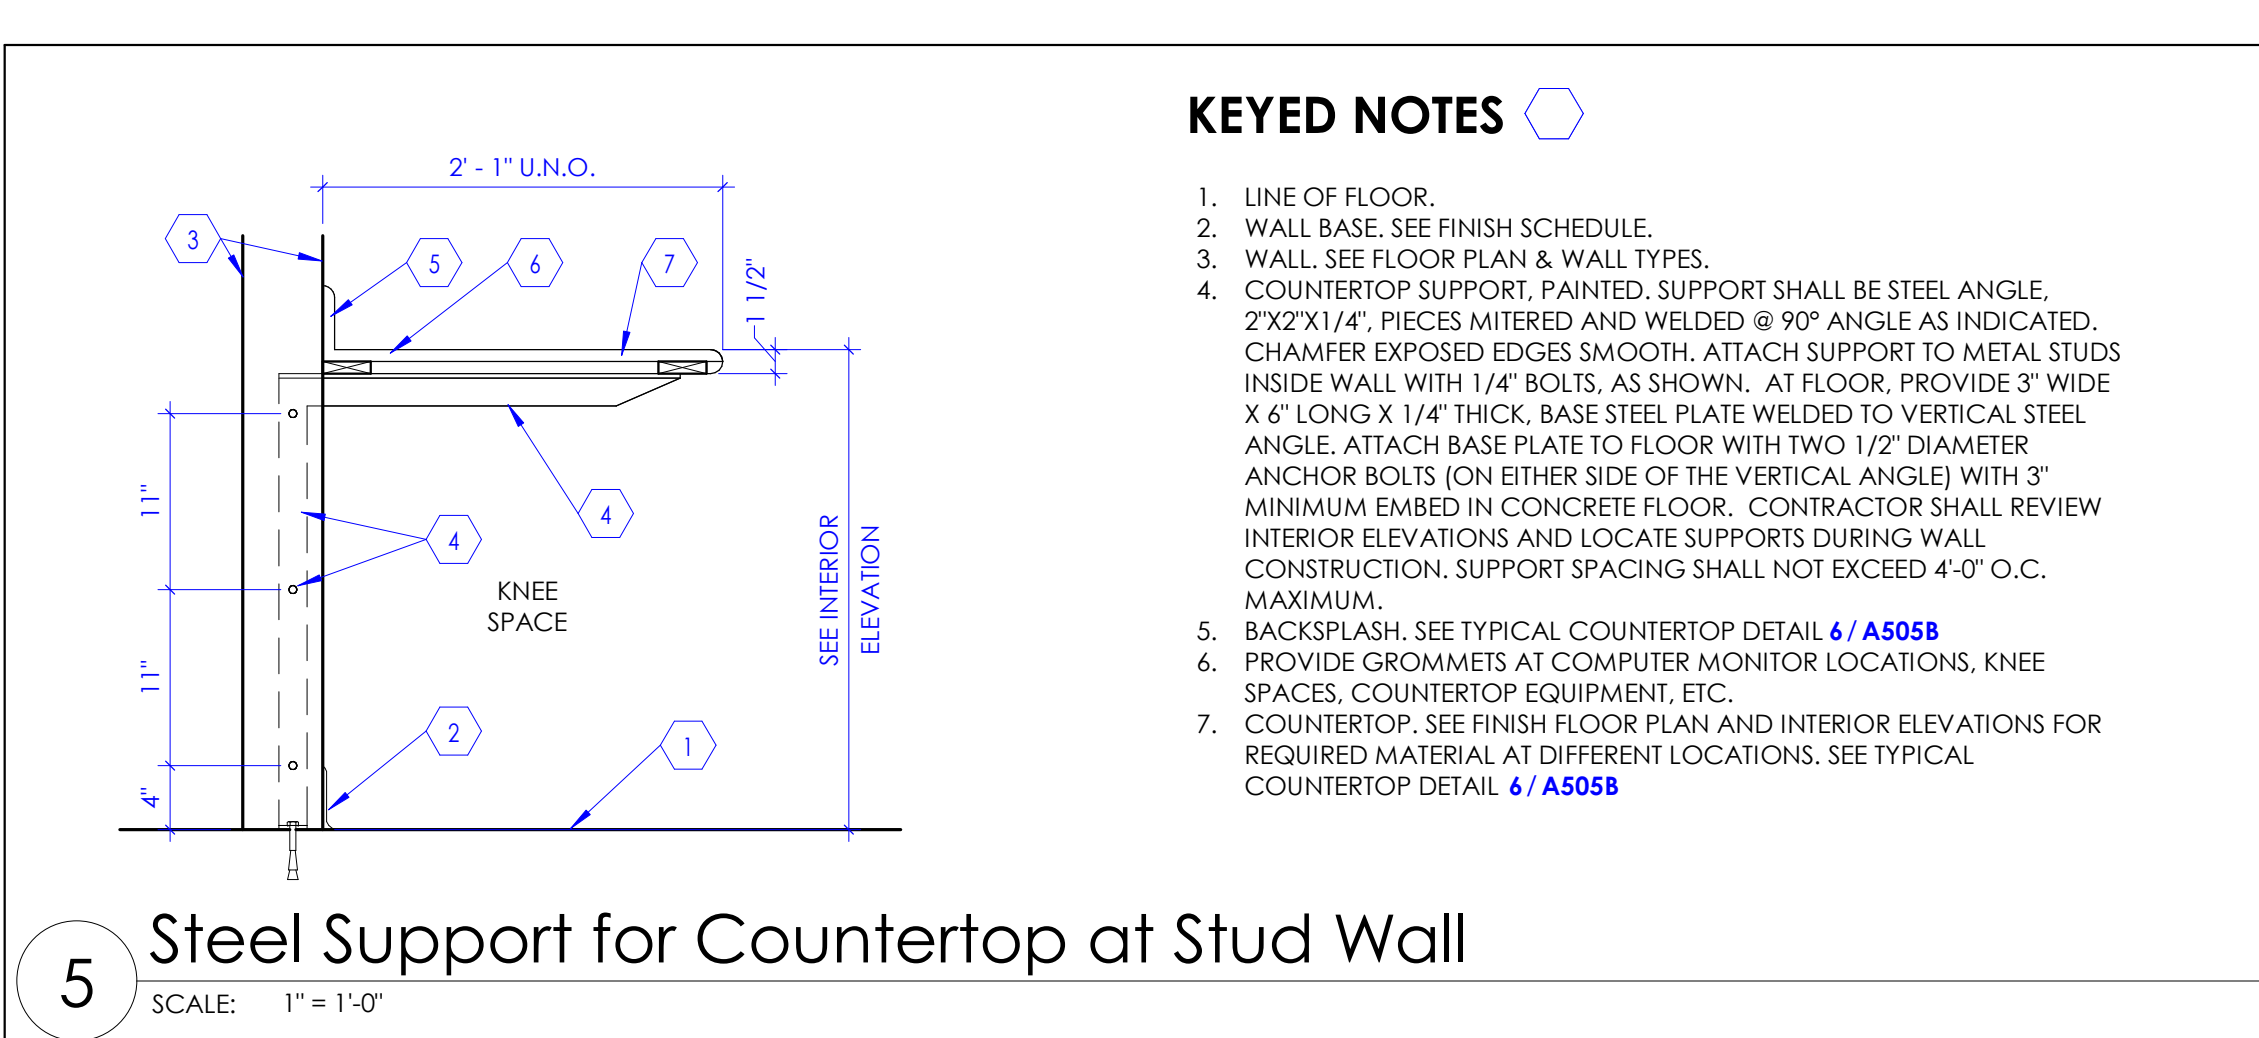 KEYED NOTES
2' - 1" U.N.O.
3
5
6
7
1 1/2"
11"
4
4
SEE INTERIOR
ELEVATION
KNEE
SPACE
11"
2
1
4"
1. LINE OF FLOOR.
2. WALL BASE. SEE FINISH SCHEDULE.
3. WALL. SEE FLOOR PLAN & WALL TYPES.
4. COUNTERTOP SUPPORT, PAINTED. SUPPORT SHALL BE STEEL ANGLE,
2"X2"X1/4", PIECES MITERED AND WELDED @ 90° ANGLE AS INDICATED.
CHAMFER EXPOSED EDGES SMOOTH. ATTACH SUPPORT TO METAL STUDS
INSIDE WALL WITH 1/4" BOLTS, AS SHOWN. AT FLOOR, PROVIDE 3" WIDE
X 6" LONG X 1/4" THICK, BASE STEEL PLATE WELDED TO VERTICAL STEEL
ANGLE. ATTACH BASE PLATE TO FLOOR WITH TWO 1/2" DIAMETER
ANCHOR BOLTS (ON EITHER SIDE OF THE VERTICAL ANGLE) WITH 3"
MINIMUM EMBED IN CONCRETE FLOOR. CONTRACTOR SHALL REVIEW
INTERIOR ELEVATIONS AND LOCATE SUPPORTS DURING WALL
CONSTRUCTION. SUPPORT SPACING SHALL NOT EXCEED 4'-0" O.C.
MAXIMUM.
5. BACKSPLASH. SEE TYPICAL COUNTERTOP DETAIL 6 / A505B
6. PROVIDE GROMMETS AT COMPUTER MONITOR LOCATIONS, KNEE
SPACES, COUNTERTOP EQUIPMENT, ETC.
7. COUNTERTOP. SEE FINISH FLOOR PLAN AND INTERIOR ELEVATIONS FOR
REQUIRED MATERIAL AT DIFFERENT LOCATIONS. SEE TYPICAL
COUNTERTOP DETAIL 6 / A505B
5
Steel Support for Countertop at Stud Wall
SCALE: 1" = 1'-0"